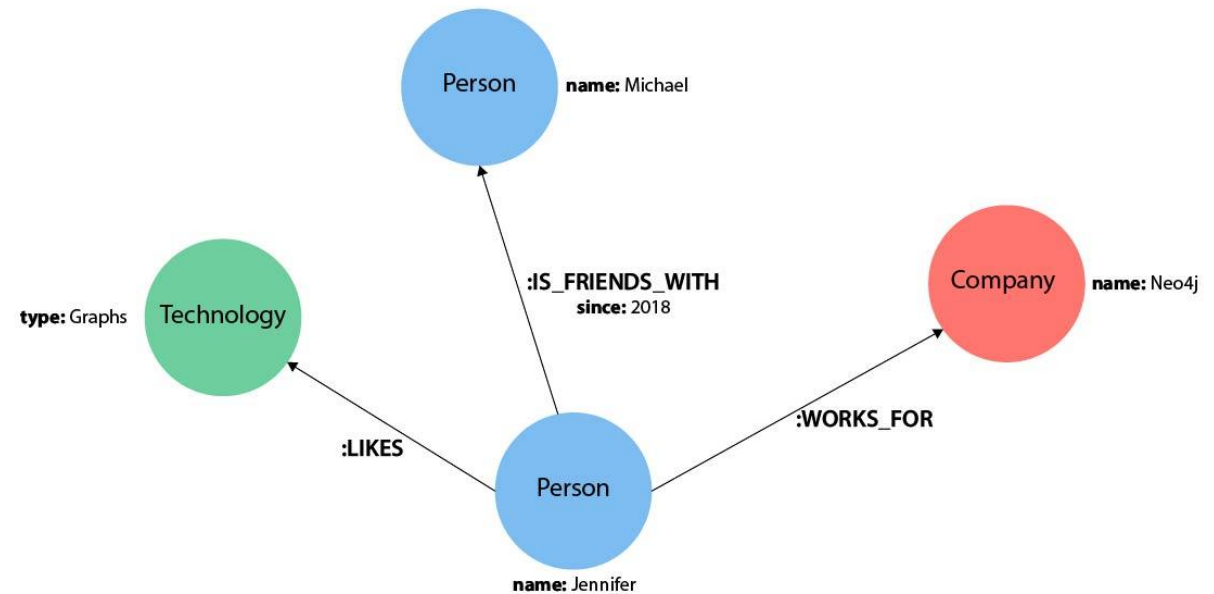 Person
name: Michael
:IS_FRIENDS_WITH
since: 2018
Company
name: Neo4j
type: Graphs
Technology
:LIKES
:WORKS_FOR
Person
name: Jennifer